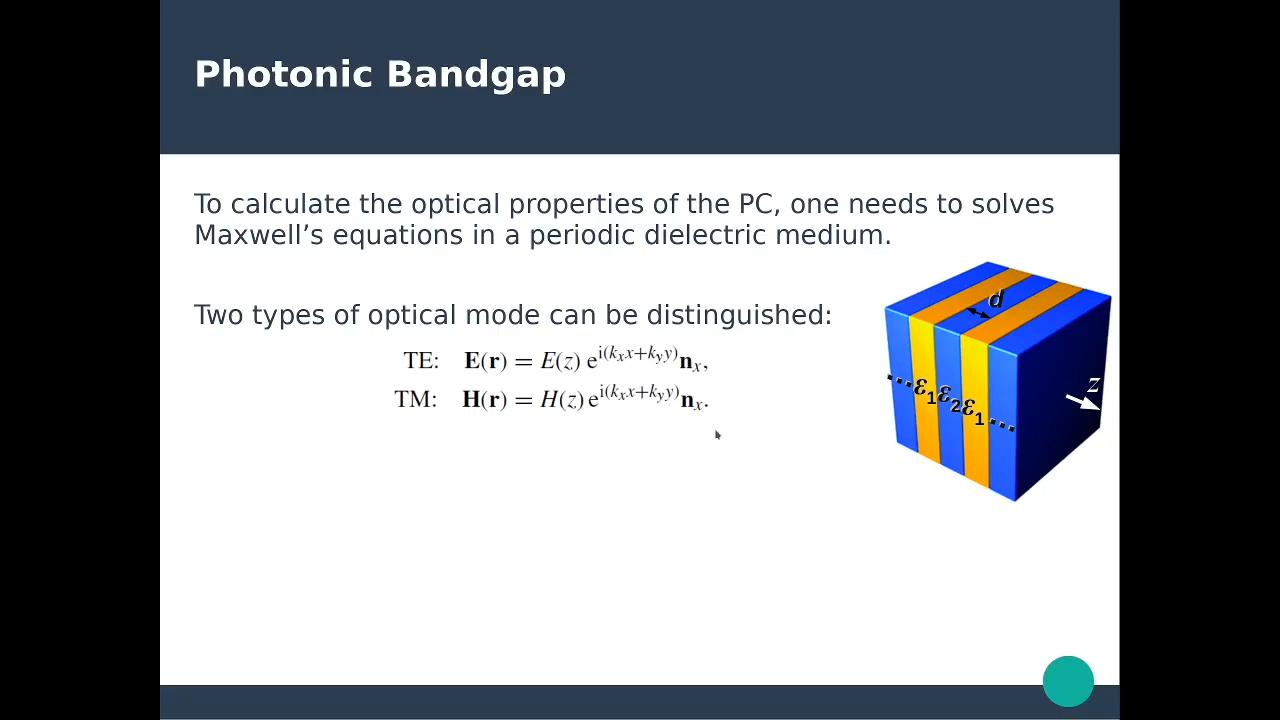 Photonic Bandgap
To calculate the optical properties of the PC, one needs to solves
Maxwell’s equations in a periodic dielectric medium.
Two types of optical mode can be distinguished:
TE: E(r) = E(z) e^{i(k_x x+k_y y)} n_x,
TM: H(r) = H(z) e^{i(k_x x+k_y y)} n_x.
d
...ε₁ε₂ε₁...
z